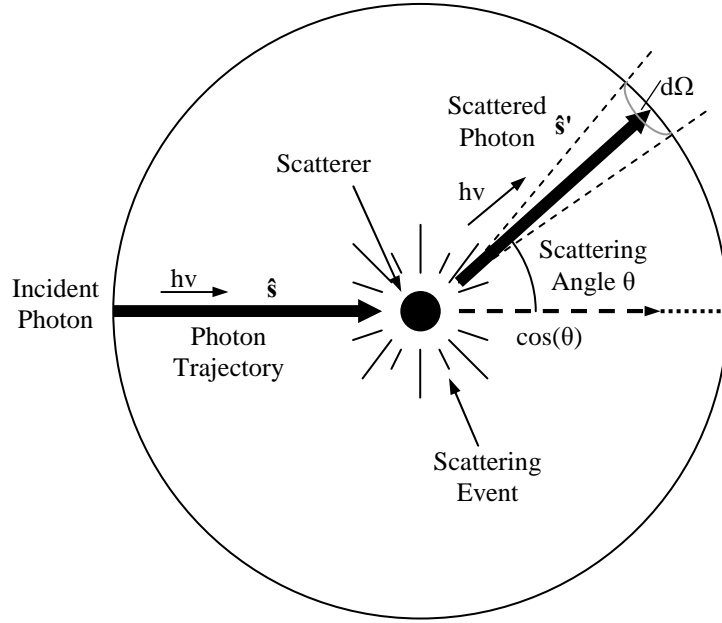 dΩ
Scattered
Photon
ŝ'
Scatterer
hν
Scattering
Angle θ
Incident
Photon
hν
ŝ
Photon
Trajectory
cos(θ)
Scattering
Event